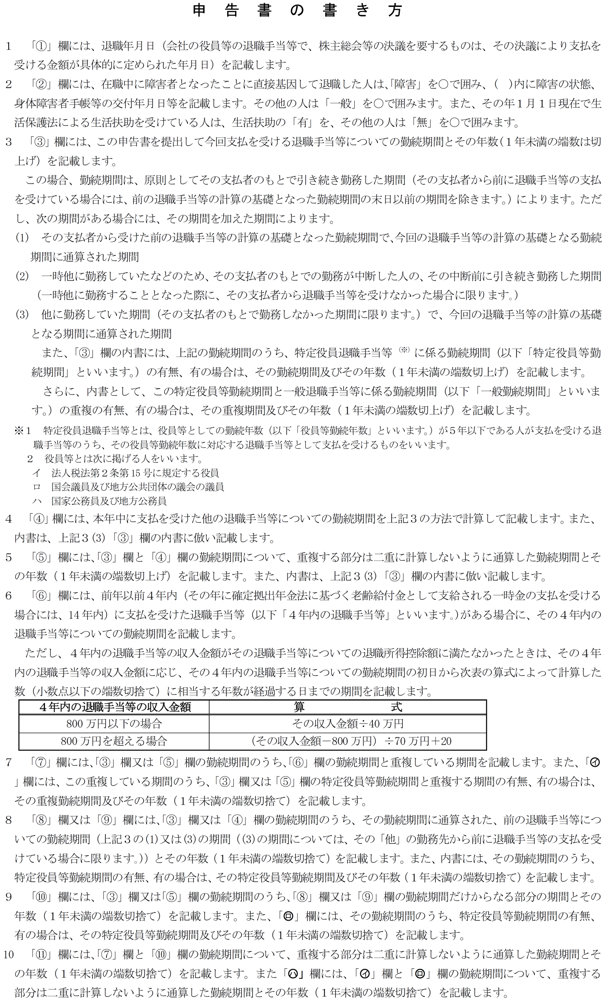 申告書の書き方
１　「①」欄には、退職年月日（会社の役員等の退職手当等で、株主総会等の決議を要するものは、その決議により支払を
受ける金額が具体的に定められた年月日）を記載します。
２　「②」欄には、在職中に障害者となったことに直接基因して退職した人は、「障害」を○で囲み、（　）内に障害の状態、
身体障害者手帳等の交付年月日等を記載します。その他の人は「一般」を○で囲みます。また、その年１月１日現在で生
活保護法による生活扶助を受けている人は、生活扶助の「有」を、その他の人は「無」を○で囲みます。
３　「③」欄には、この申告書を提出して今回支払を受ける退職手当等についての勤続期間とその年数（１年未満の端数は切
上げ）を記載します。
この場合、勤続期間は、原則としてその支払者のもとで引き続き勤務した期間（その支払者から前に退職手当等の支払
を受けている場合には、前の退職手当等の計算の基礎となった勤続期間の末日以前の期間を除きます。）によります。ただ
し、次の期間がある場合には、その期間を加えた期間によります。
(1)　その支払者から受けた前の退職手当等の計算の基礎となった勤続期間で、今回の退職手当等の計算の基礎となる勤続
期間に通算された期間
(2)　一時他に勤務していたなどのため、その支払者のもとでの勤務が中断した人の、その中断前に引き続き勤務した期間
（一時他に勤務することとなった際に、その支払者から退職手当等を受けなかった場合に限ります。）
(3)　他に勤務していた期間（その支払者のもとで勤務しなかった期間に限ります。）で、今回の退職手当等の計算の基礎
となる期間に通算された期間
また、「③」欄の内書には、上記の勤続期間のうち、特定役員退職手当等（※）に係る勤続期間（以下「特定役員等勤
続期間」といいます。）の有無、有の場合は、その勤続期間及びその年数（１年未満の端数切上げ）を記載します。
さらに、内書として、この特定役員等勤続期間と一般退職手当等に係る勤続期間（以下「一般勤続期間」といいま
す。）の重複の有無、有の場合は、その重複期間及びその年数（１年未満の端数切上げ）を記載します。
※１　特定役員退職手当等とは、役員等としての勤続年数（以下「役員等勤続年数」といいます。）が５年以下である人が支払を受ける退
職手当等のうち、その役員等勤続年数に対応する退職手当等として支払を受けるものをいいます。
２　役員等とは次に掲げる人をいいます。
イ　法人税法第２条第 15 号に規定する役員
ロ　国会議員及び地方公共団体の議会の議員
ハ　国家公務員及び地方公務員
４　「④」欄には、本年中に支払を受けた他の退職手当等についての勤続期間を上記３の方法で計算して記載します。また、
内書は、上記３(3)「③」欄の内書に倣い記載します。
５　「⑤」欄には、「③」欄と「④」欄の勤続期間について、重複する部分は二重に計算しないように通算した勤続期間とそ
の年数（１年未満の端数切上げ）を記載します。また、内書は、上記３(3)「③」欄の内書に倣い記載します。
６　「⑥」欄には、前年以前４年内（その年に確定拠出年金法に基づく老齢給付金として支給される一時金の支払を受ける
場合には、14 年内）に支払を受けた退職手当等（以下「４年内の退職手当等」といいます。）がある場合に、その４年内の
退職手当等についての勤続期間を記載します。
ただし、４年内の退職手当等の収入金額がその退職手当等についての退職所得控除額に満たなかったときは、その４年
内の退職手当等の収入金額に応じ、その４年内の退職手当等についての勤続期間の初日から次表の算式によって計算した
数（小数点以下の端数切捨て）に相当する年数が経過する日までの期間を記載します。
４年内の退職手当等の収入金額　算　式
800 万円以下の場合　その収入金額÷40 万円
800 万円を超える場合　（その収入金額－800 万円）÷70 万円＋20
７　「⑦」欄には、「③」欄又は「⑤」欄の勤続期間のうち、「⑥」欄の勤続期間と重複している期間を記載します。また、「㋑
」欄には、この重複している期間のうち、「③」欄又は「⑤」欄の特定役員等勤続期間と重複する期間の有無、有の場合は、
その重複勤続期間及びその年数（１年未満の端数切捨て）を記載します。
８　「⑧」欄又は「⑨」欄には、「③」欄又は「④」欄の勤続期間のうち、その勤続期間に通算された、前の退職手当等につ
いての勤続期間（上記３の(1)又は(3)の期間（(3)の期間については、その「他」の勤務先から前に退職手当等の支払を受
けている場合に限ります。））とその年数（１年未満の端数切捨て）を記載します。また、内書には、その勤続期間のうち、
特定役員等勤続期間の有無、有の場合は、その特定役員等勤続期間及びその年数（１年未満の端数切捨て）を記載します。
９　「⑩」欄には、「③」欄又は「⑤」欄の勤続期間のうち、「⑧」欄又は「⑨」欄の勤続期間だけからなる部分の期間とその
年数（１年未満の端数切捨て）を記載します。また、「㋺」欄には、その勤続期間のうち、特定役員等勤続期間の有無、
有の場合は、その特定役員等勤続期間及びその年数（１年未満の端数切捨て）を記載します。
10　「⑪」欄には、「⑦」欄と「⑩」欄の勤続期間について、重複する部分は二重に計算しないように通算した勤続期間とそ
の年数（１年未満の端数切捨て）を記載します。また「㋩」欄には、「㋑」欄と「㋺」欄の勤続期間について、重複する
部分は二重に計算しないように通算した勤続期間とその年数（１年未満の端数切捨て）を記載します。